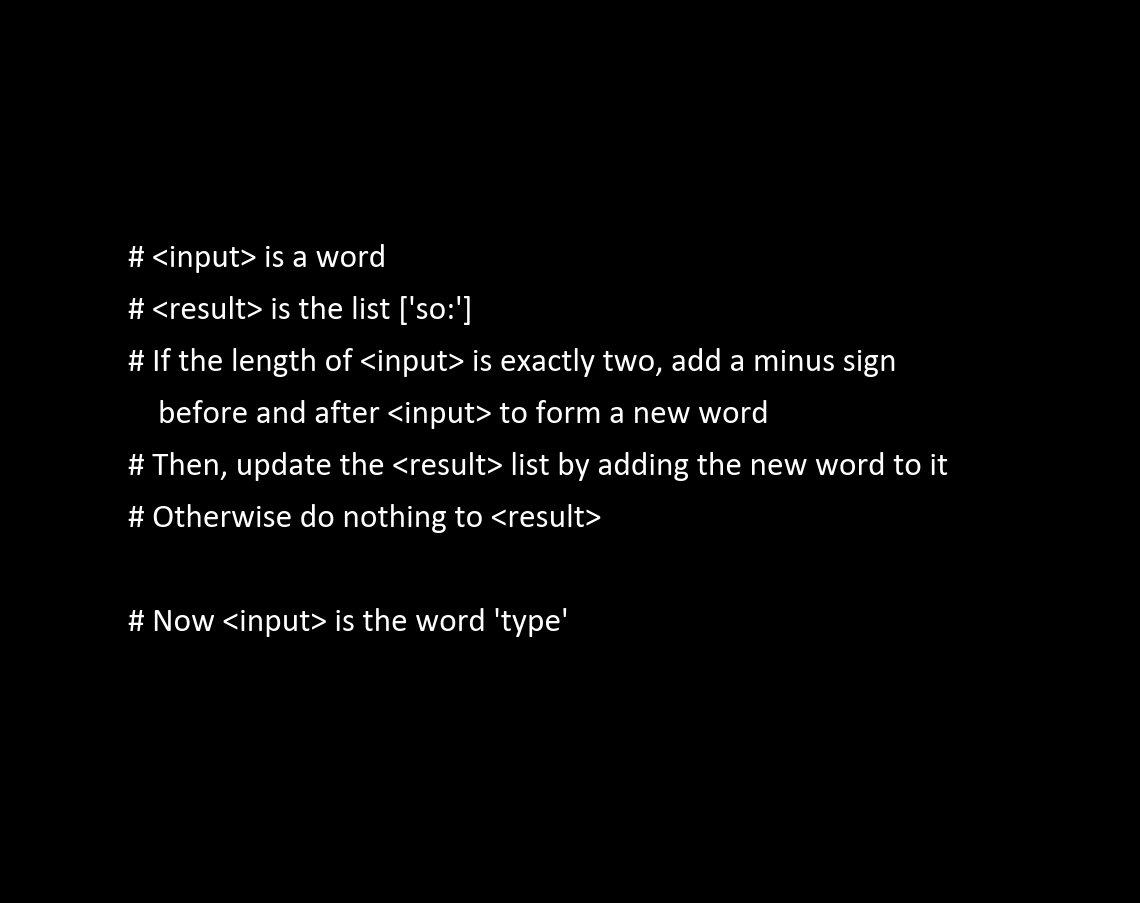 # <input> is a word
# <result> is the list ['so:']
# If the length of <input> is exactly two, add a minus sign
before and after <input> to form a new word
# Then, update the <result> list by adding the new word to it
# Otherwise do nothing to <result>
# Now <input> is the word 'type'